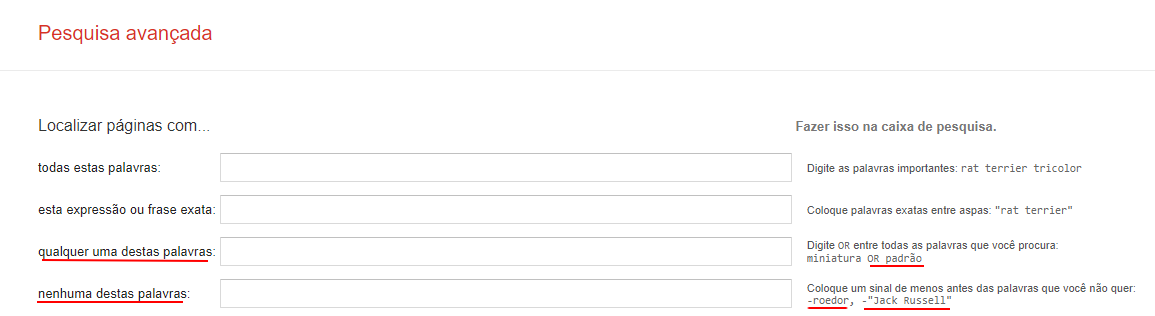 Pesquisa avançada
Localizar páginas com...
Fazer isso na caixa de pesquisa.
todas estas palavras:
Digite as palavras importantes: rat terrier tricolor
esta expressão ou frase exata:
Coloque palavras exatas entre aspas: "rat terrier"
qualquer uma destas palavras:
Digite OR entre todas as palavras que você procura:
miniatura OR padrão
nenhuma destas palavras:
Coloque um sinal de menos antes das palavras que você não quer:
-roedor, -"Jack Russell"